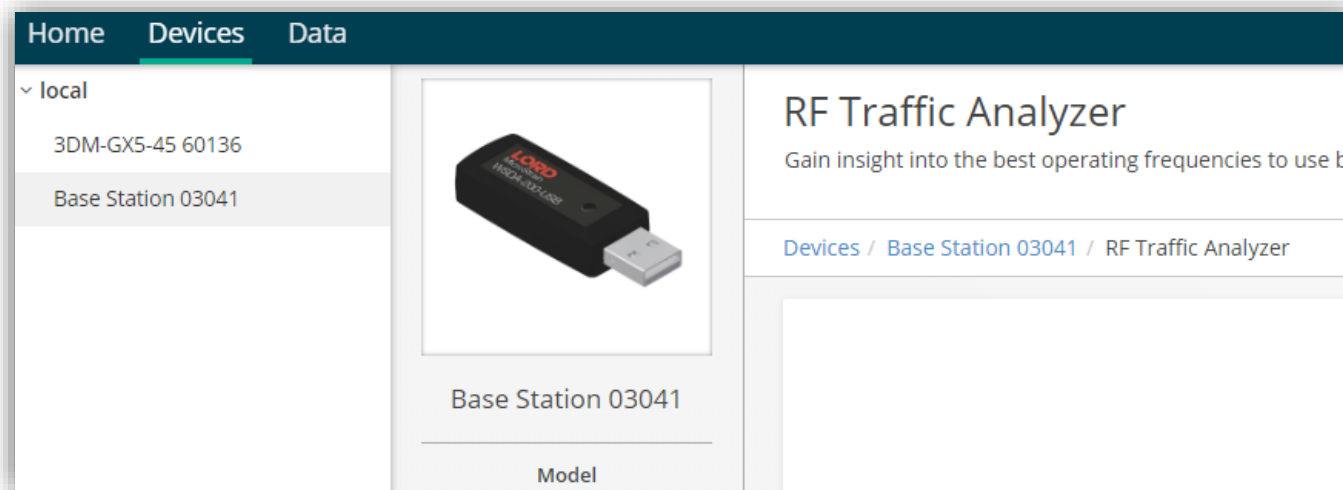 Home Devices Data
local
3DM-GX5-45 60136
Base Station 03041
LORD
MicroStrain
WSDA-200-USB
Base Station 03041
Model
RF Traffic Analyzer
Gain insight into the best operating frequencies to use b
Devices / Base Station 03041 / RF Traffic Analyzer